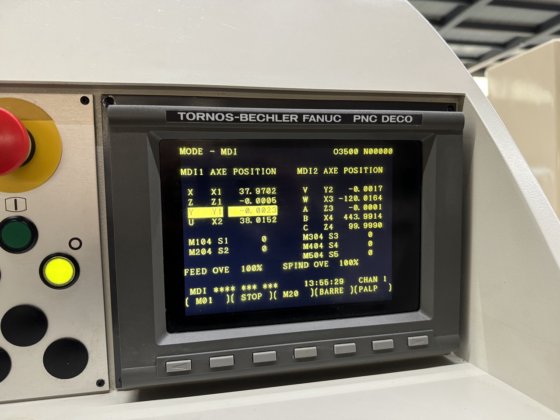 TORNOS-BECHLER FANUC PNC DECO
MODE - MDI O3500 N00000
MDI1 AXE POSITION MDI2 AXE POSITION
X X1 37.9702 V Y2 -0.0017
Z Z1 -0.0005 W X3 -120.0164
Y Y1 -0.0023 A Z3 -0.0001
U X2 38.0152 B X4 443.9914
C Z4 99.9990
M104 S1 0 M304 S3 0
M204 S2 0 M404 S4 0
M504 S5 0
FEED OVE 100% SPIND OVE 100%
13:55:29 CHAN 1
MDI **** *** ***
( M01 )( STOP )( M20 )(BARRE )(PALP )